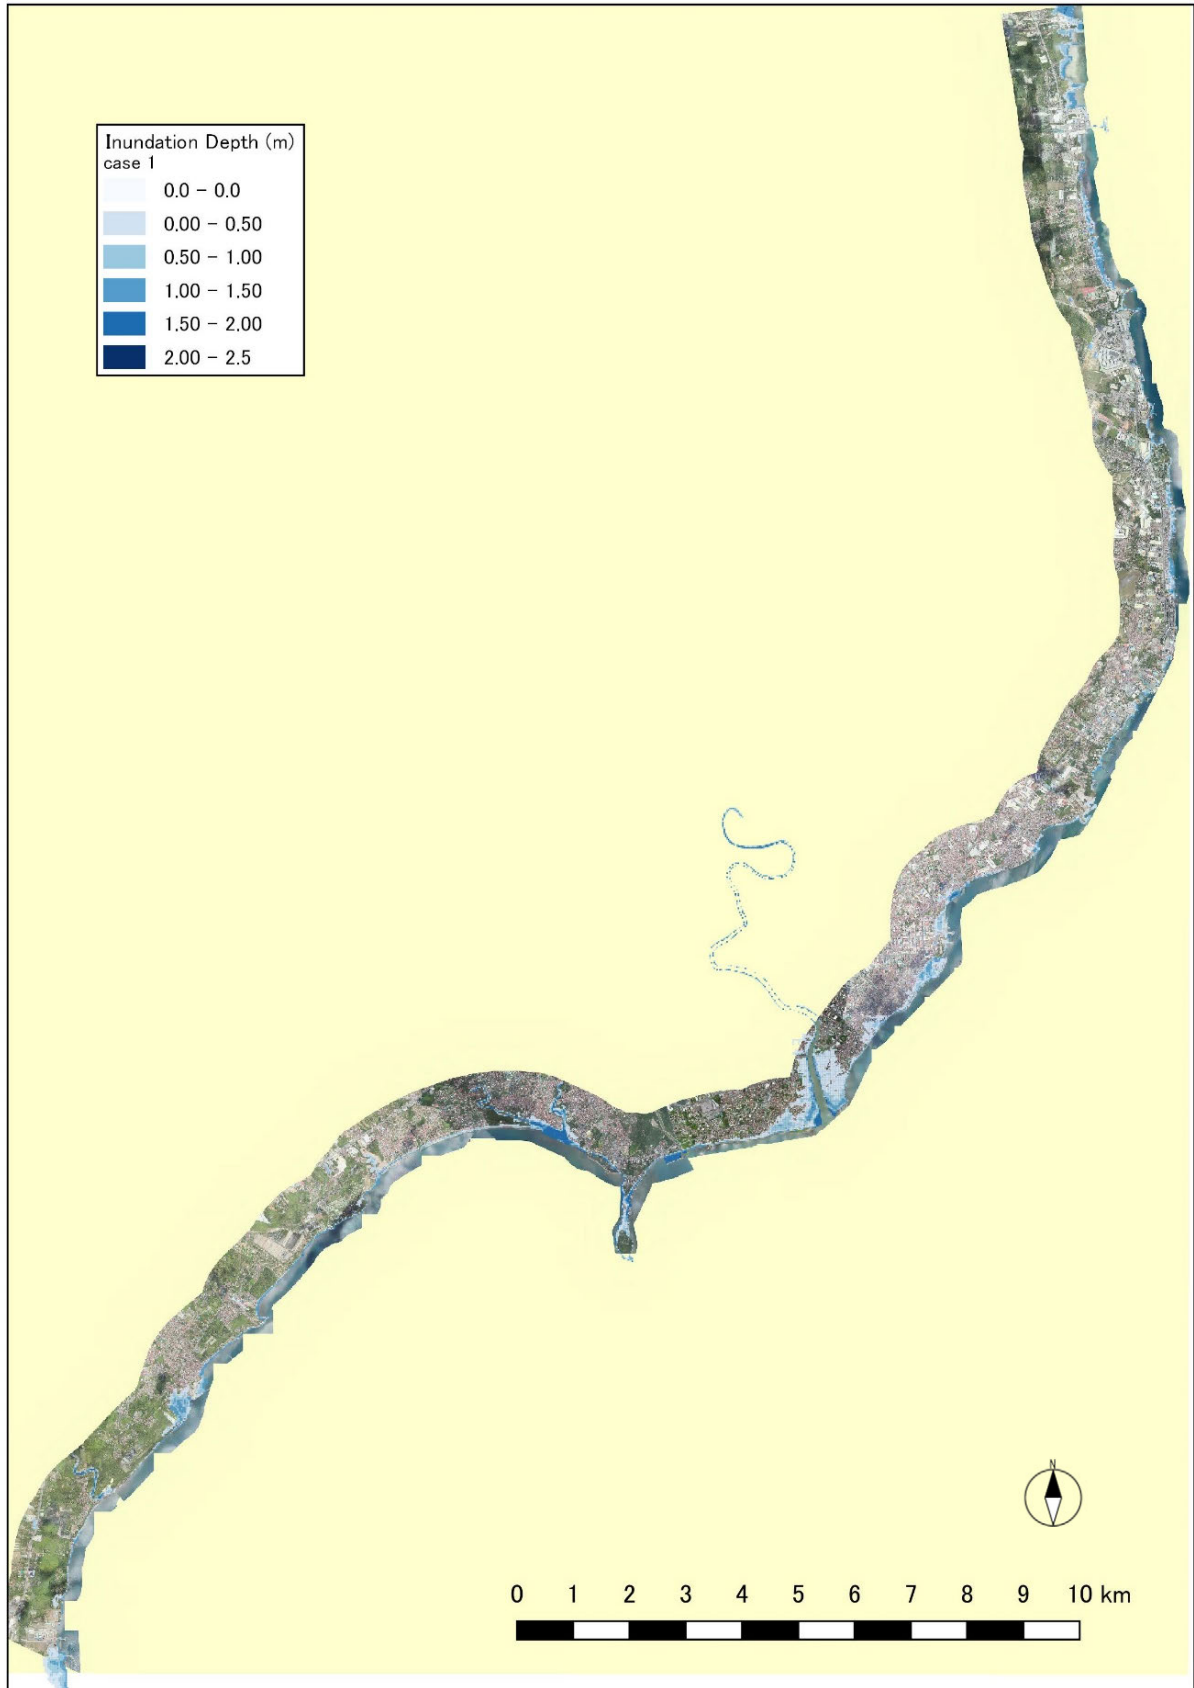 Inundation Depth (m)
case 1
0.0 - 0.0
0.00 - 0.50
0.50 - 1.00
1.00 - 1.50
1.50 - 2.00
2.00 - 2.5
N
0 1 2 3 4 5 6 7 8 9 10 km